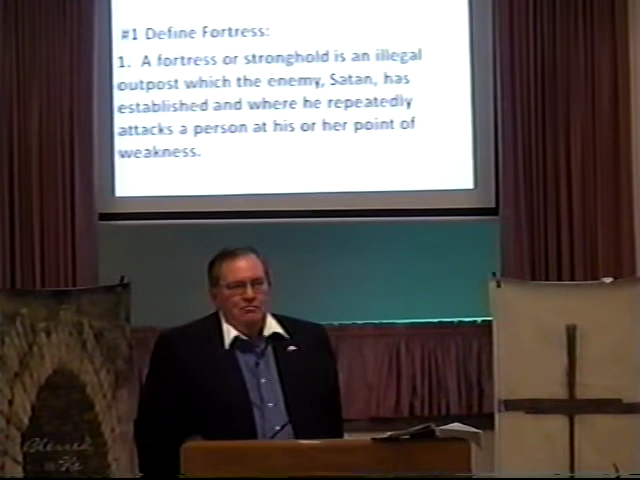 #1 Define Fortress:
1. A fortress or stronghold is an illegal
outpost which the enemy, Satan, has
established and where he repeatedly
attacks a person at his or her point of
weakness.
Blessed